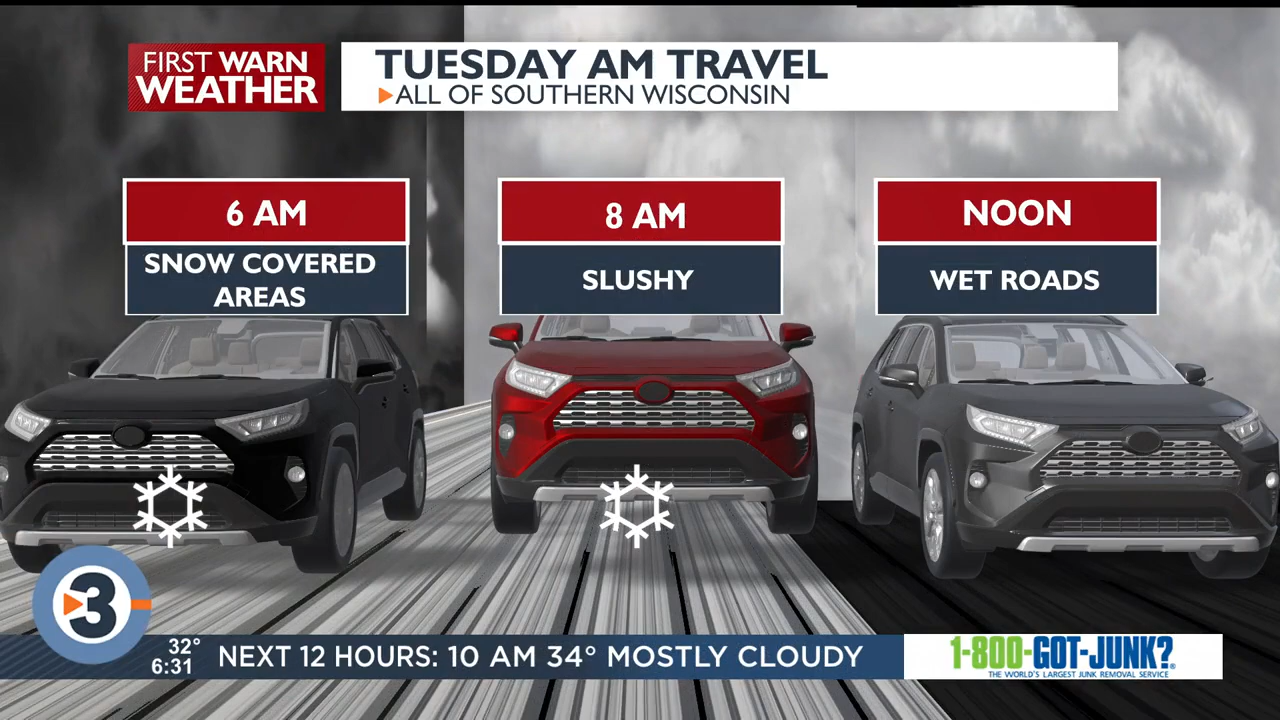 FIRST WARN
WEATHER
TUESDAY AM TRAVEL
ALL OF SOUTHERN WISCONSIN
6 AM
SNOW COVERED
AREAS
8 AM
SLUSHY
NOON
WET ROADS
3
32°
6:31
NEXT 12 HOURS: 10 AM 34° MOSTLY CLOUDY
1-800-GOT-JUNK?®
THE WORLD'S LARGEST JUNK REMOVAL SERVICE